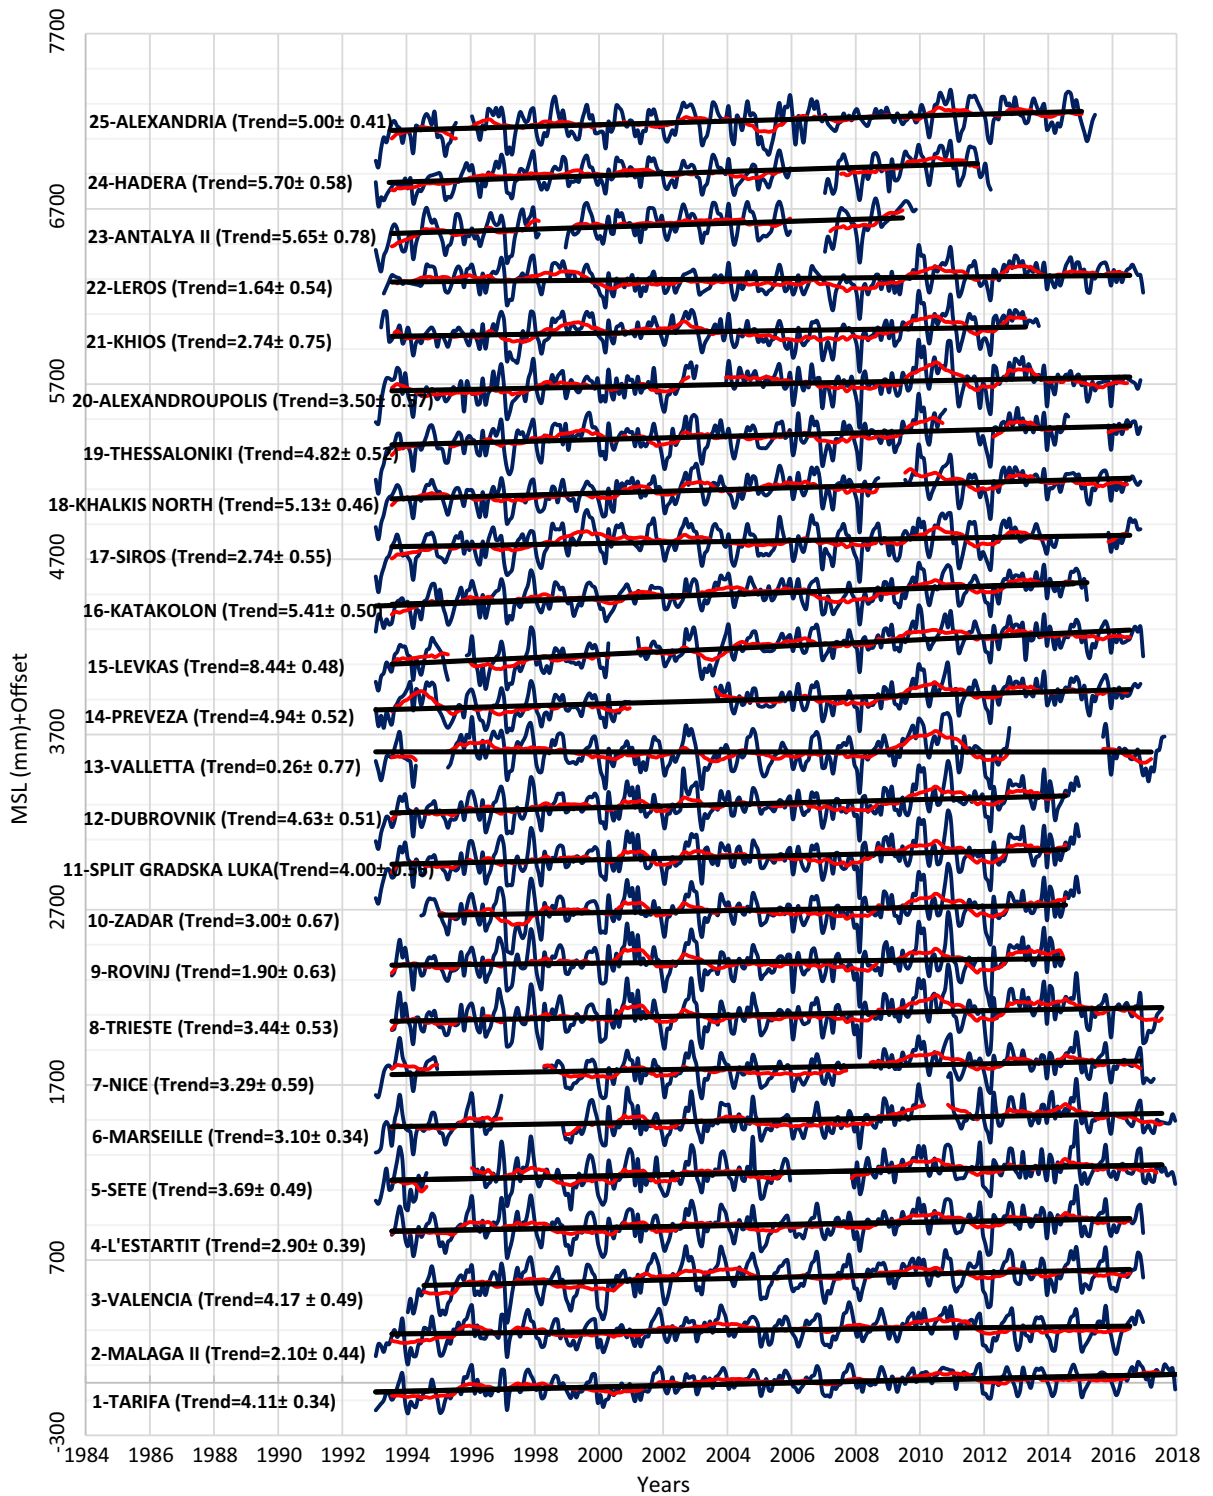 7700
25-ALEXANDRIA (Trend=5.00± 0.41)
24-HADERA (Trend=5.70± 0.58)
6700
23-ANTALYA II (Trend=5.65± 0.78)
22-LEROS (Trend=1.64± 0.54)
21-KHIOS (Trend=2.74± 0.75)
5700
20-ALEXANDROUPOLIS (Trend=3.50± 0.57)
19-THESSALONIKI (Trend=4.82± 0.52)
18-KHALKIS NORTH (Trend=5.13± 0.46)
17-SIROS (Trend=2.74± 0.55)
4700
16-KATAKOLON (Trend=5.41± 0.50)
15-LEVKAS (Trend=8.44± 0.48)
14-PREVEZA (Trend=4.94± 0.52)
3700
13-VALLETTA (Trend=0.26± 0.77)
MSL (mm)+Offset
12-DUBROVNIK (Trend=4.63± 0.51)
11-SPLIT GRADSKA LUKA(Trend=4.00±
2700
10-ZADAR (Trend=3.00± 0.67)
9-ROVINJ (Trend=1.90± 0.63)
8-TRIESTE (Trend=3.44± 0.53)
1700
7-NICE (Trend=3.29± 0.59)
6-MARSEILLE (Trend=3.10± 0.34)
5-SETE (Trend=3.69± 0.49)
4-L'ESTARTIT (Trend=2.90± 0.39)
700
3-VALENCIA (Trend=4.17 ± 0.49)
2-MALAGA II (Trend=2.10± 0.44)
1-TARIFA (Trend=4.11± 0.34)
-300
1984 1986 1988 1990 1992 1994 1996 1998 2000 2002 2004 2006 2008 2010 2012 2014 2016 2018
Years